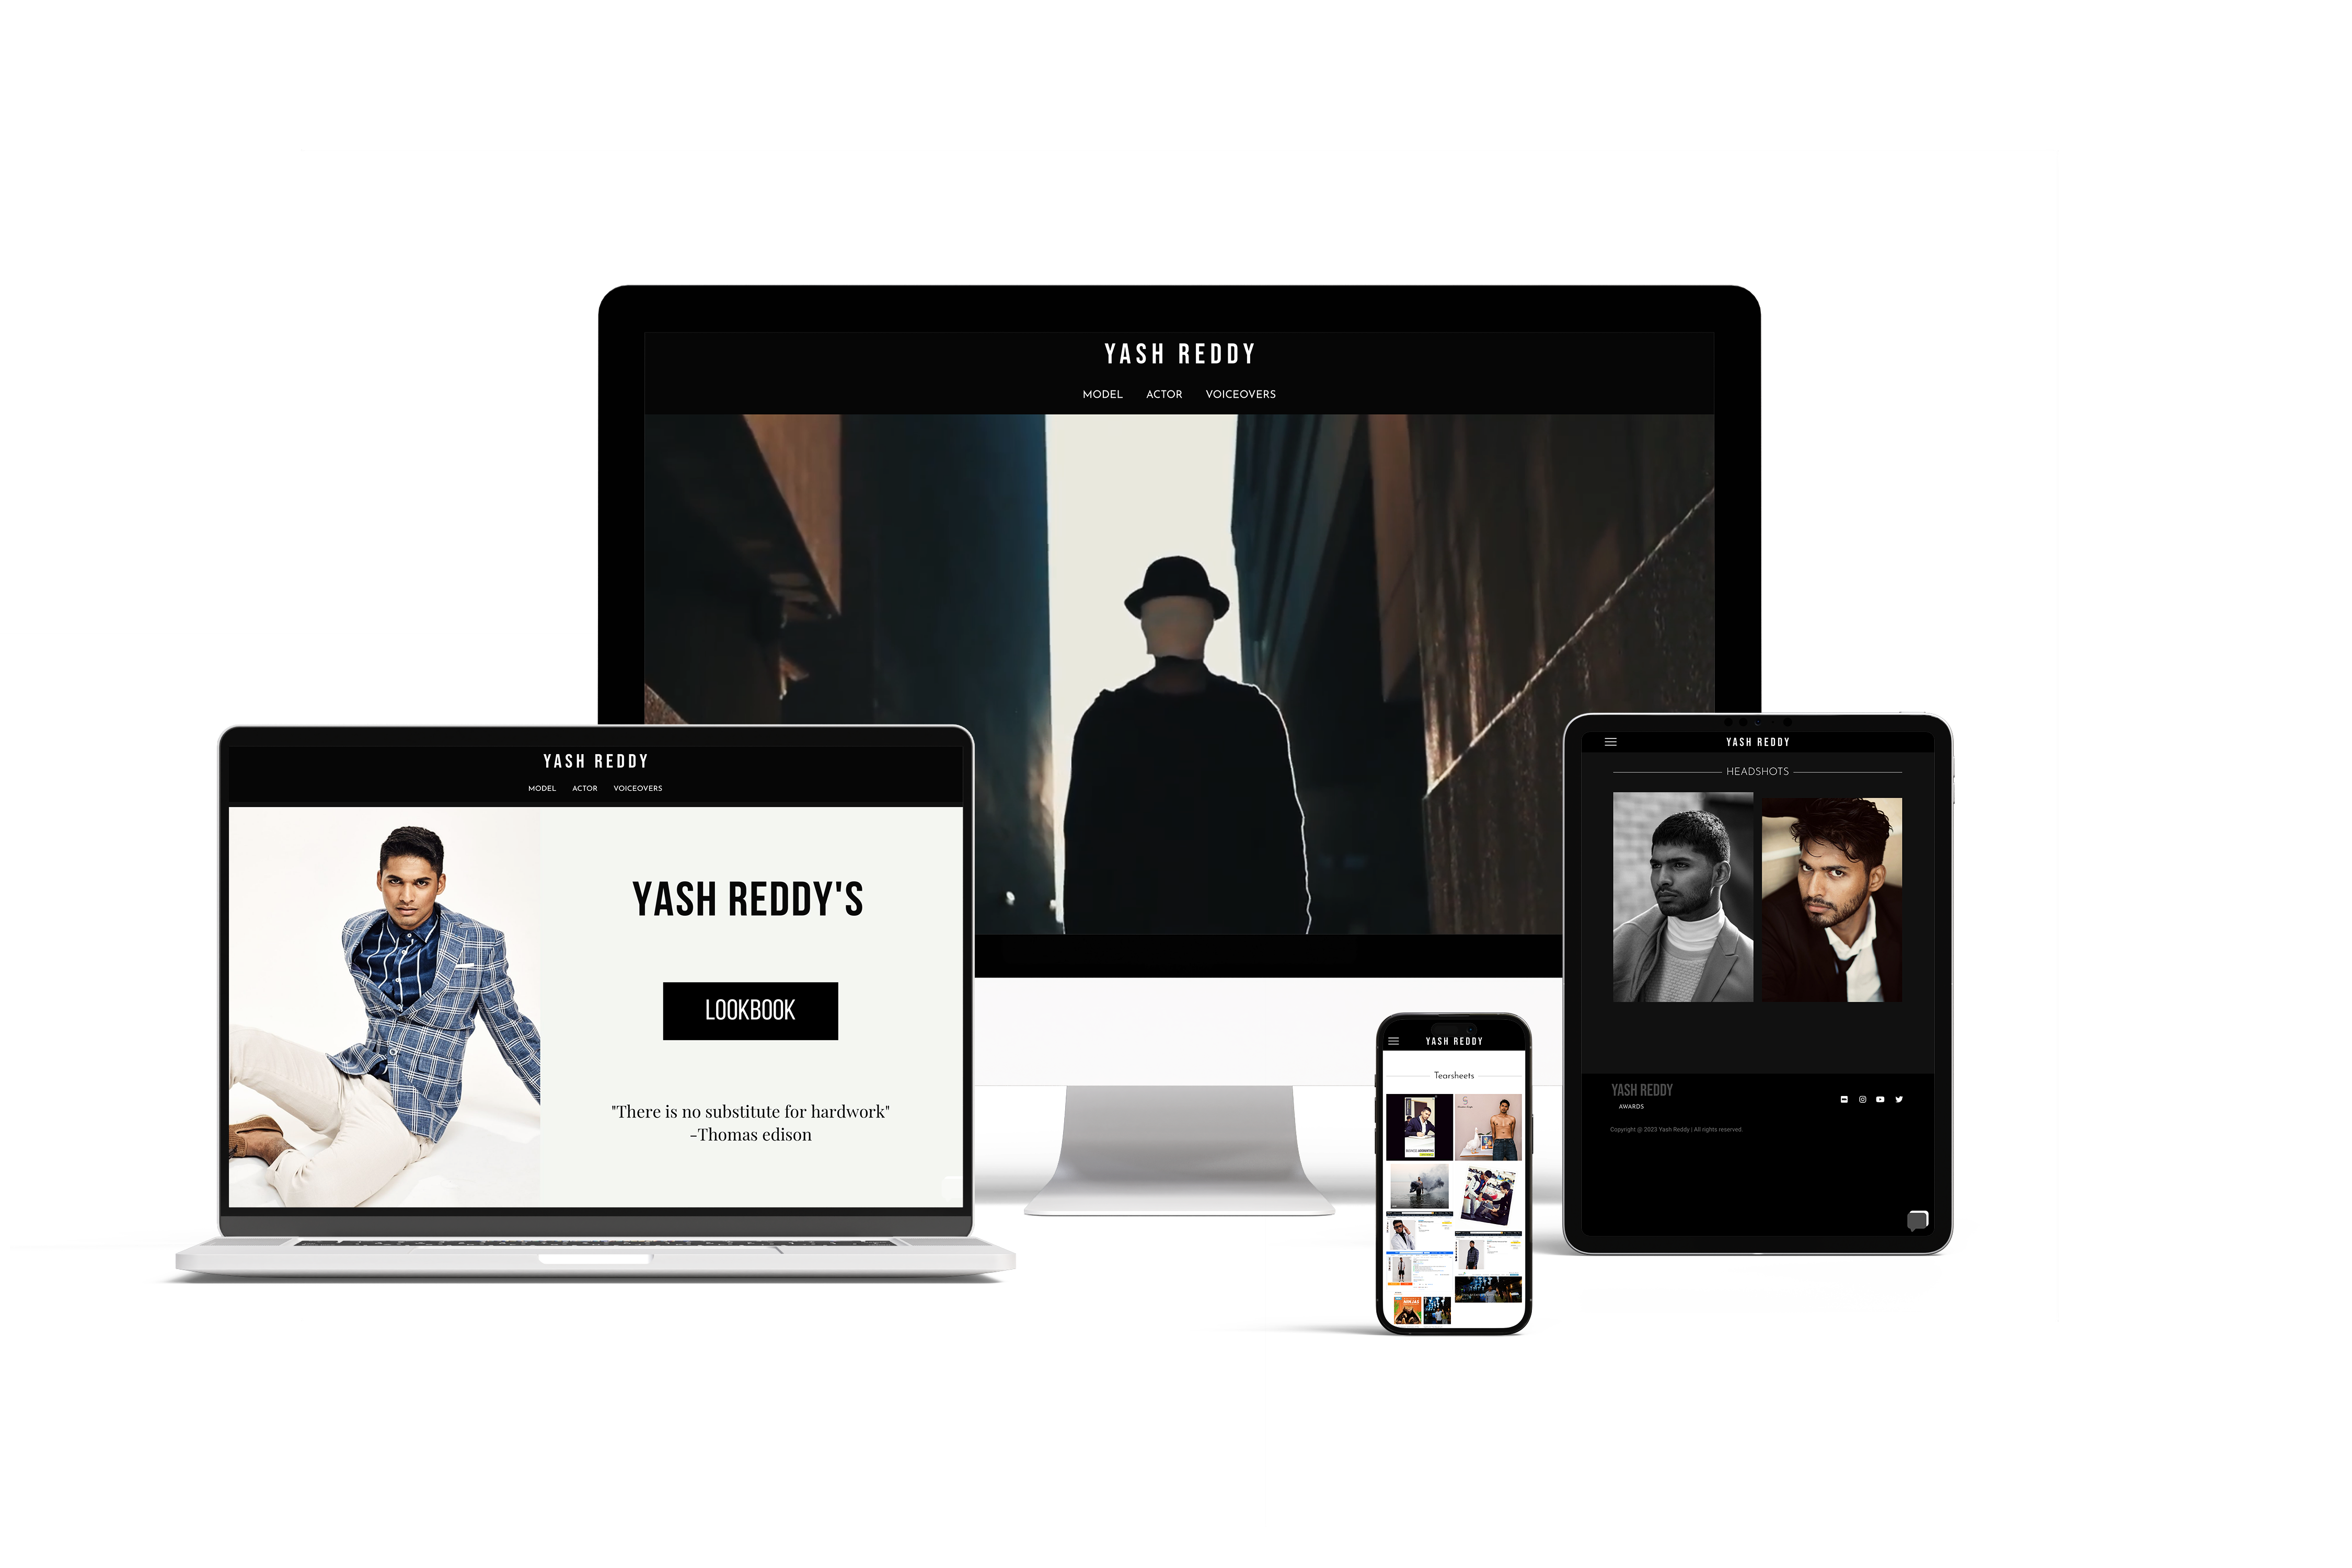 YASH REDDY
MODEL ACTOR VOICEOVERS
YASH REDDY
MODEL ACTOR VOICEOVERS
YASH REDDY'S
LOOKBOOK
"There is no substitute for hardwork"
-Thomas edison
YASH REDDY
Tearsheets
YASH REDDY
HEADSHOTS
YASH REDDY
AWARDS
Copyright @ 2023 Yash Reddy | All rights reserved.